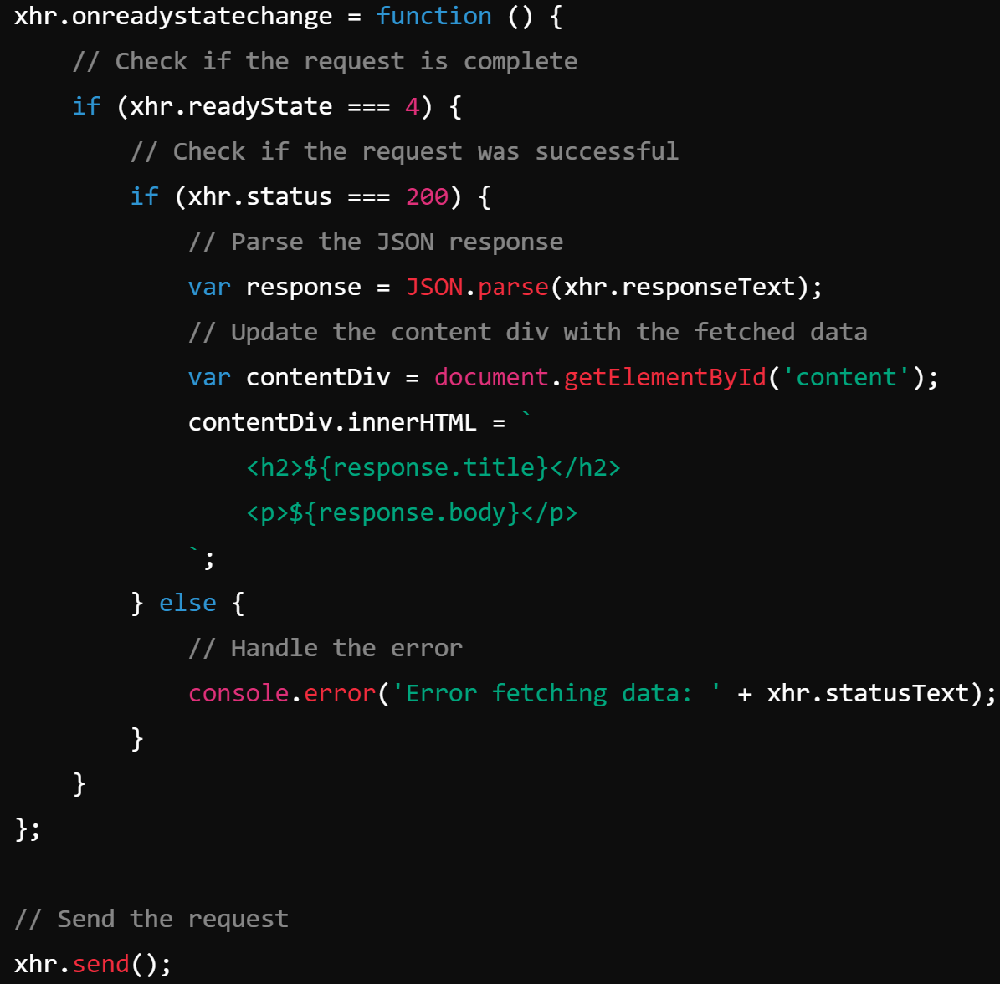 xhr.onreadystatechange = function () {
    // Check if the request is complete
    if (xhr.readyState === 4) {
        // Check if the request was successful
        if (xhr.status === 200) {
            // Parse the JSON response
            var response = JSON.parse(xhr.responseText);
            // Update the content div with the fetched data
            var contentDiv = document.getElementById('content');
            contentDiv.innerHTML = `
                <h2>${response.title}</h2>
                <p>${response.body}</p>
            `;
        } else {
            // Handle the error
            console.error('Error fetching data: ' + xhr.statusText);
        }
    }
};

// Send the request
xhr.send();